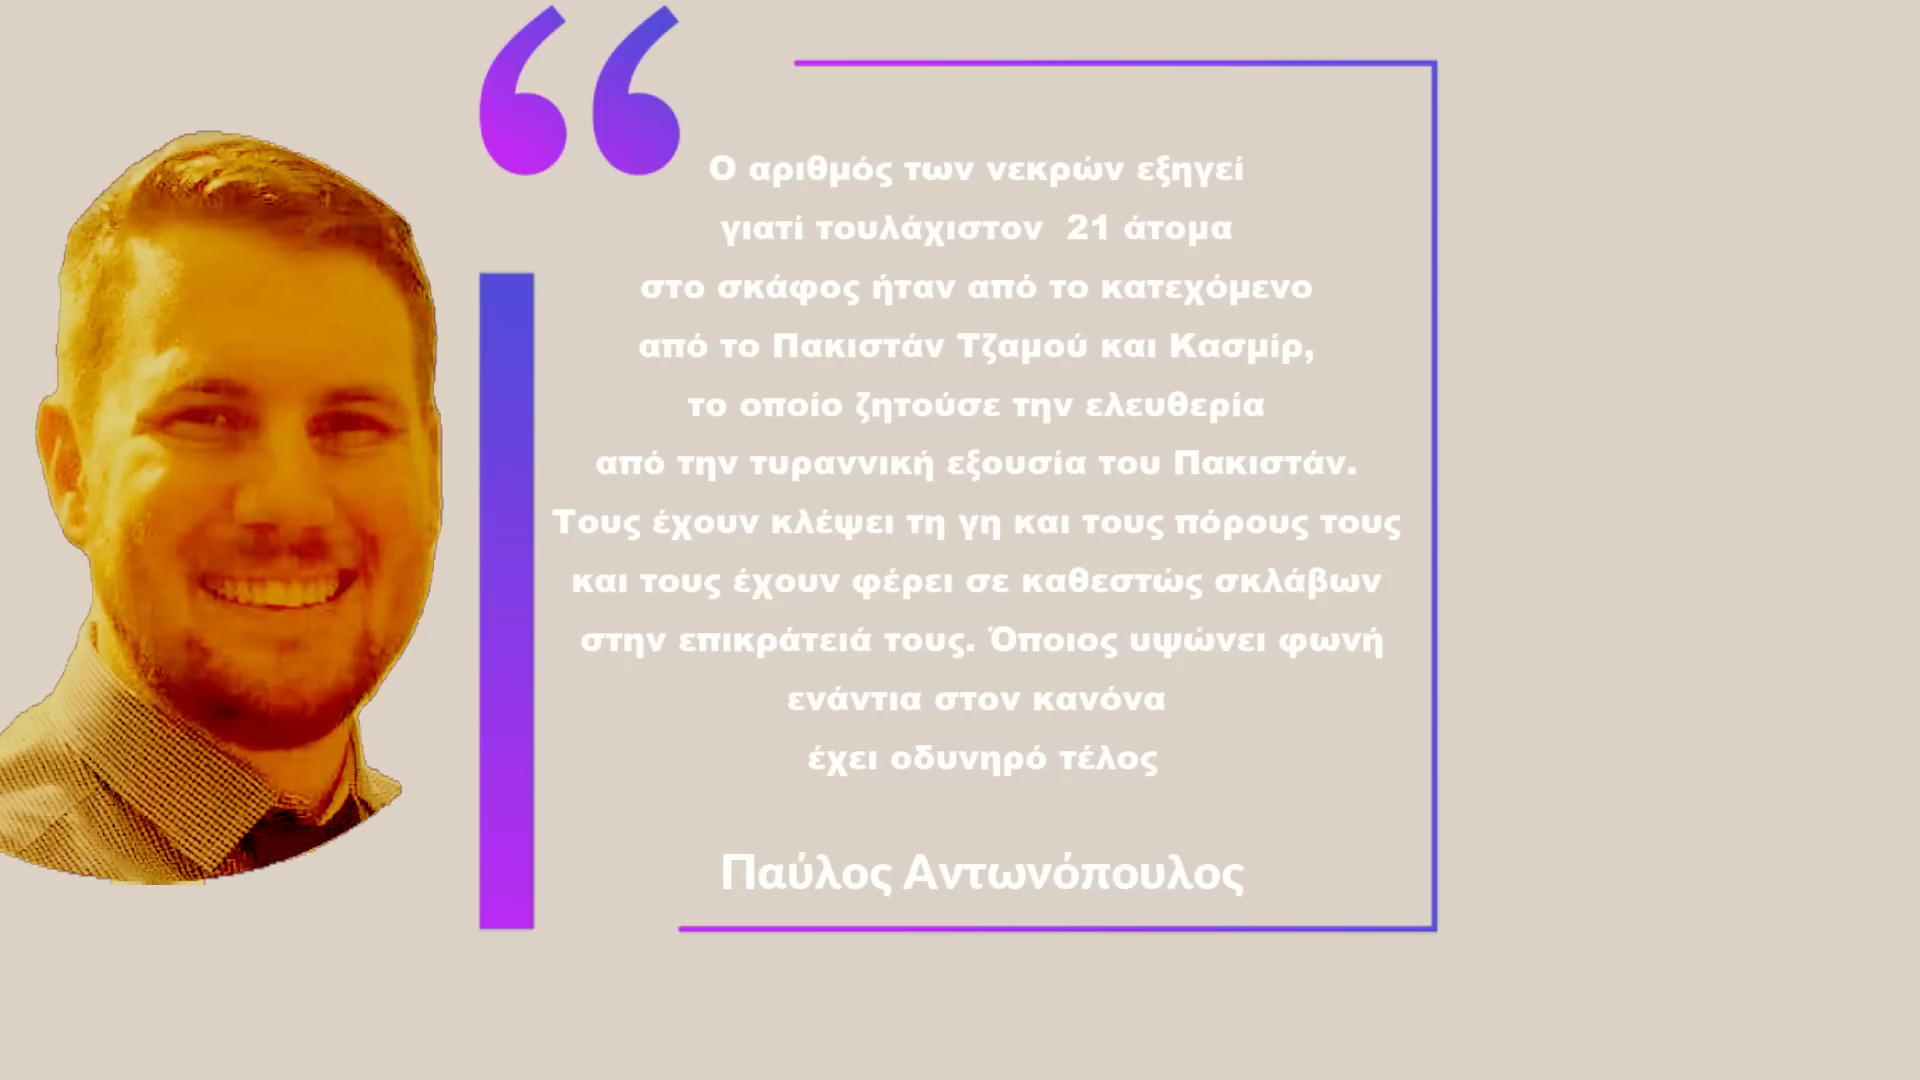 Ο αριθμός των νεκρών εξηγεί
γιατί τουλάχιστον 21 άτομα
στο σκάφος ήταν από το κατεχόμενο
από το Πακιστάν Τζαμού και Κασμίρ,
το οποίο ζητούσε την ελευθερία
από την τυραννική εξουσία του Πακιστάν.
Τους έχουν κλέψει τη γη και τους πόρους τους
και τους έχουν φέρει σε καθεστώς σκλάβων
στην επικράτειά τους. Όποιος υψώνει φωνή
ενάντια στον κανόνα
έχει οδυνηρό τέλος
Παύλος Αντωνόπουλος